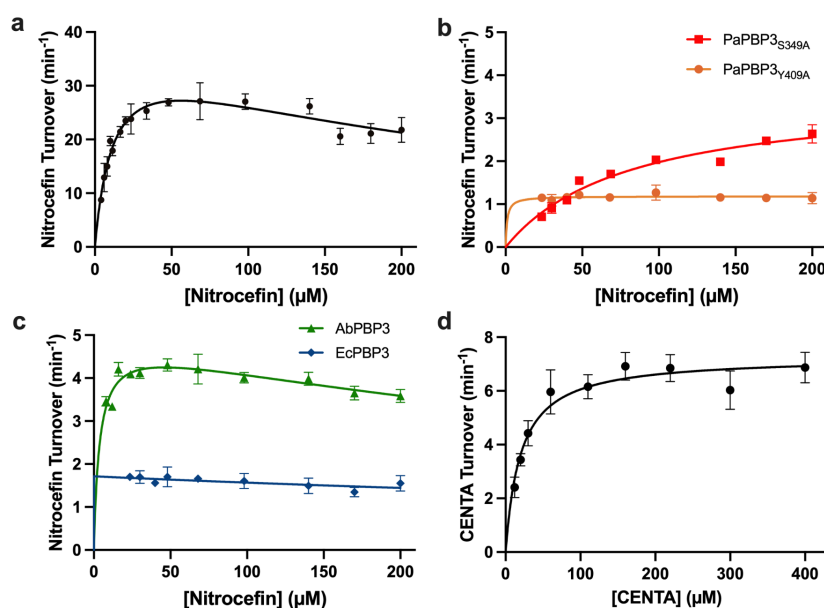 a
Nitrocefin Turnover (min-1)
40
30
20
10
0
0 50 100 150 200
[Nitrocefin] (μM)
b
Nitrocefin Turnover (min-1)
5
4
3
2
1
0
PaPBP3S349A
PaPBP3Y409A
0 50 100 150 200
[Nitrocefin] (μM)
c
Nitrocefin Turnover (min-1)
5
4
3
2
1
0
AbPBP3
EcPBP3
0 50 100 150 200
[Nitrocefin] (μM)
d
CENTA Turnover (min-1)
8
6
4
2
0
0 100 200 300 400
[CENTA] (μM)